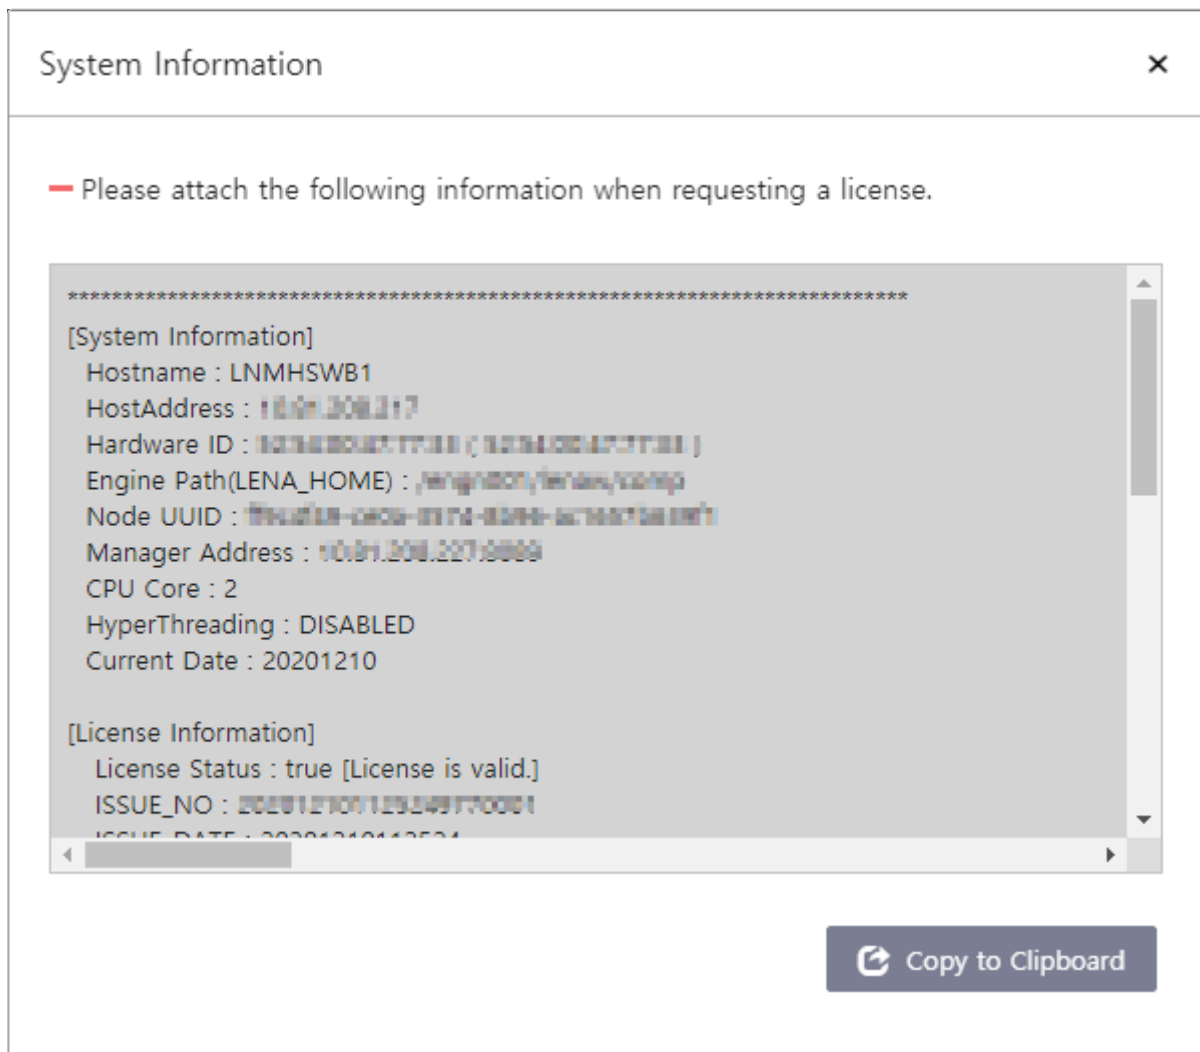 System Information
Please attach the following information when requesting a license.
****************************************************************************
[System Information]
Hostname : LNMHSWB1
HostAddress :
Hardware ID :
Engine Path(LENA_HOME) :
Node UUID :
Manager Address :
CPU Core : 2
HyperThreading : DISABLED
Current Date : 20201210
[License Information]
License Status : true [License is valid.]
ISSUE_NO :
ISSUE_DATE :
Copy to Clipboard